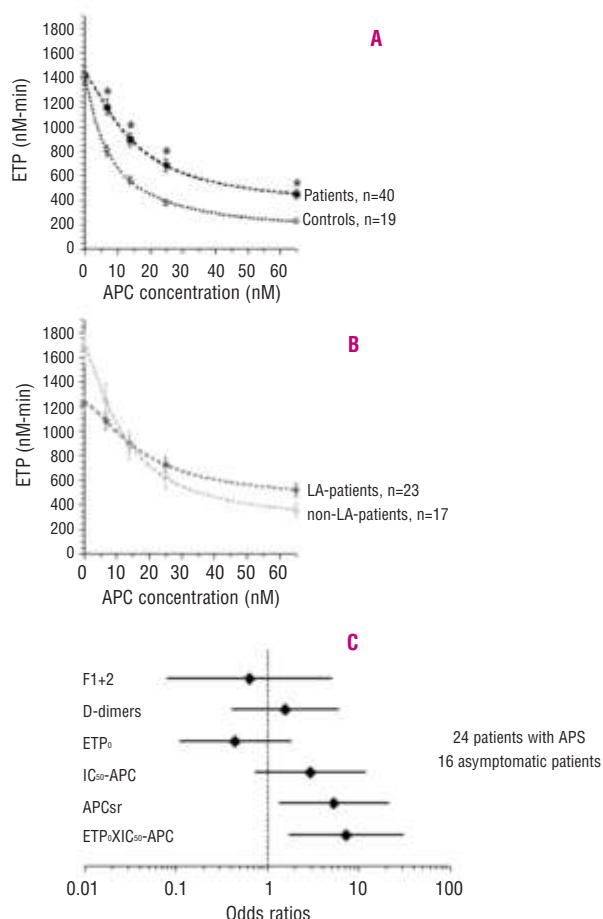 A
ETP (nM-min)
1800
1600
1400
1200
1000
800
600
400
200
0
Patients, n=40
Controls, n=19
0 10 20 30 40 50 60
APC concentration (nM)
B
ETP (nM-min)
1800
1600
1400
1200
1000
800
600
400
200
0
LA-patients, n=23
non-LA-patients, n=17
0 10 20 30 40 50 60
APC concentration (nM)
C
F1+2
D-dimers
ETP₀
IC₅₀-APC
APCsr
ETP₀XIC₅₀-APC
24 patients with APS
16 asymptomatic patients
0.01 0.1 1 10 100
Odds ratios